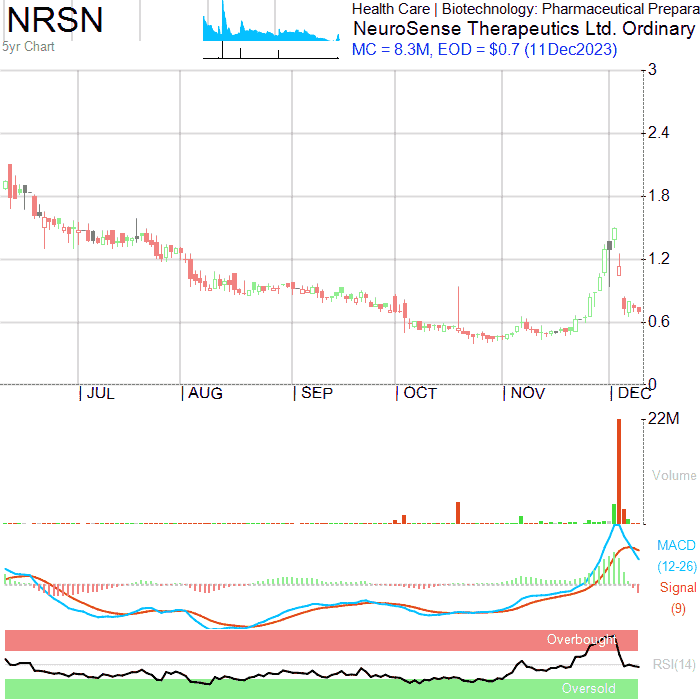 NRSN
5yr Chart
Health Care | Biotechnology: Pharmaceutical Prepara
NeuroSense Therapeutics Ltd. Ordinary
MC = 8.3M, EOD = $0.7 (11Dec2023)
3
2.4
1.8
1.2
0.6
0
| JUL
| AUG
| SEP
| OCT
| NOV
| DEC
22M
Volume
MACD
(12-26)
Signal
(9)
Overbought
RSI(14)
Oversold